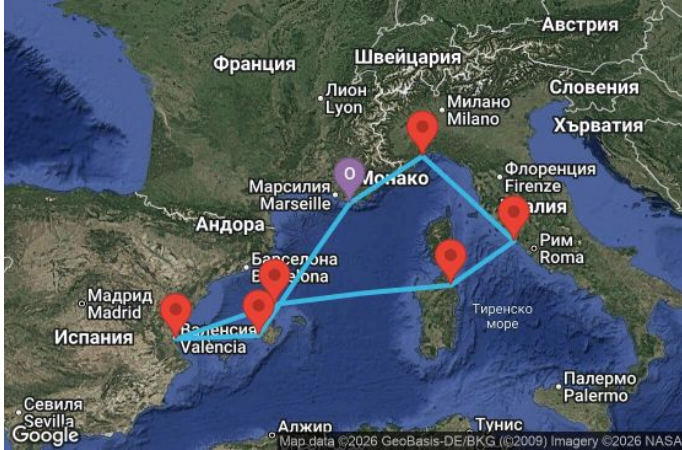 Австрия
Швейцария
Франция
Лион
Lyon
Милано
Milano
Словения
Хърватия
O
Монако
Флоренция
Firenze
Марсилия
Marseille
Андора
Рим
Roma
Барселона
Мадрид
Madrid
Тиренско
море
Испания
Валенсия
València
Палермо
Palermo
Севиля
Sevilla
Алжир
Тунис
Google
Map data ©2026 GeoBasis-DE/BKG (©2009) Imagery ©2026 NASA